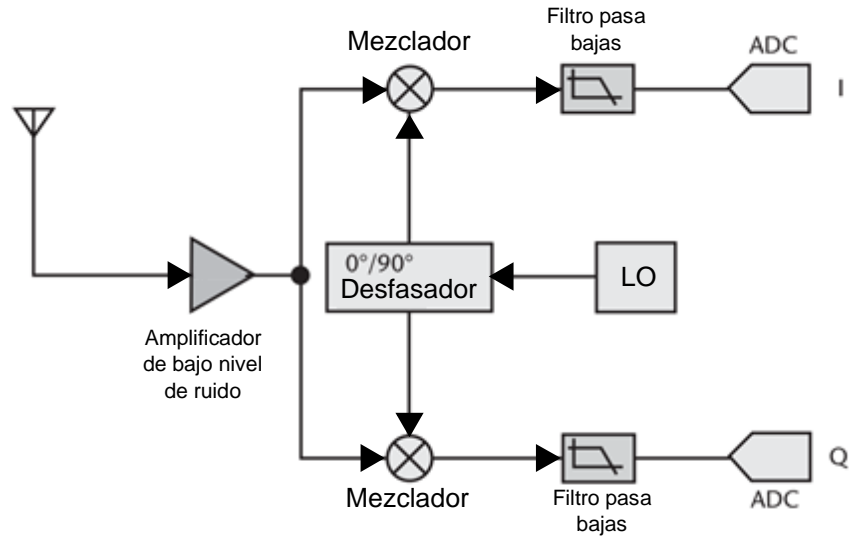 Filtro pasa
bajas
Mezclador
ADC
I
0°/90°
Desfasador
LO
Amplificador
de bajo nivel
de ruido
Q
Mezclador
Filtro pasa
bajas
ADC